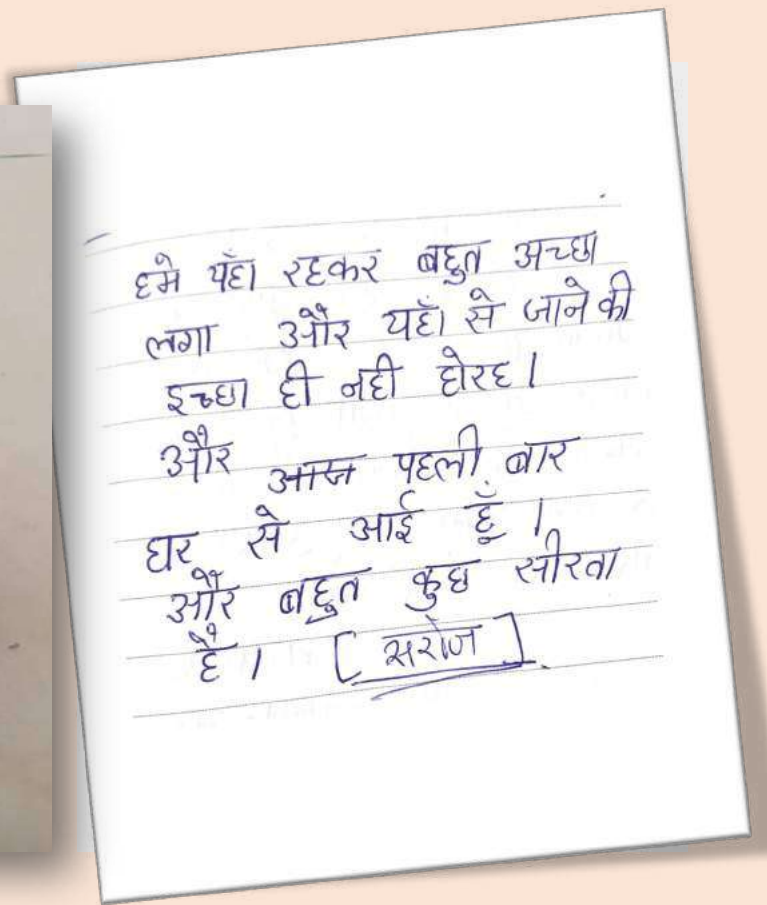 हमे यहाँ रहकर बहुत अच्छा
लगा और यहाँ से जाने की
इच्छा ही नही होरह।
और आज पहली बार
घर से आई हूँ।
और बहुत कुछ सीखा
है। [सरोज]